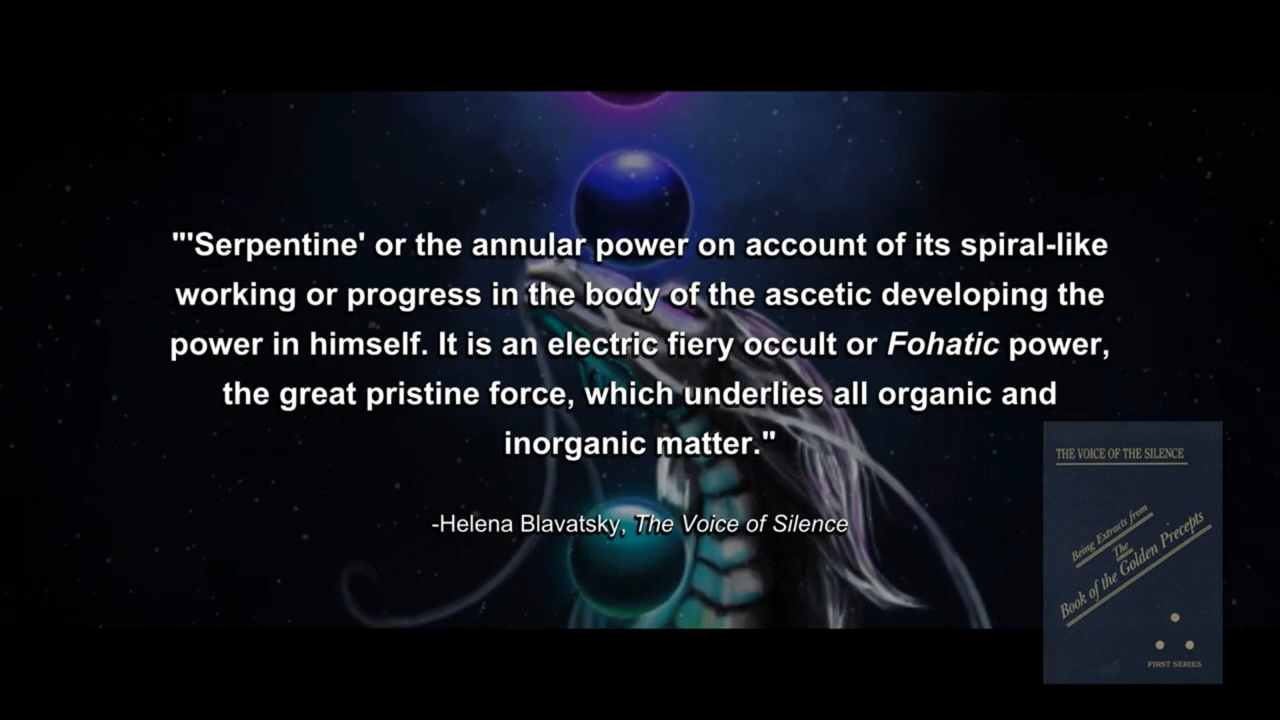 "'Serpentine' or the annular power on account of its spiral-like
working or progress in the body of the ascetic developing the
power in himself. It is an electric fiery occult or Fohatic power,
the great pristine force, which underlies all organic and
inorganic matter."
-Helena Blavatsky, The Voice of Silence
THE VOICE OF THE SILENCE
Being Extracts from
The
Book of the Golden Precepts
FIRST SERIES